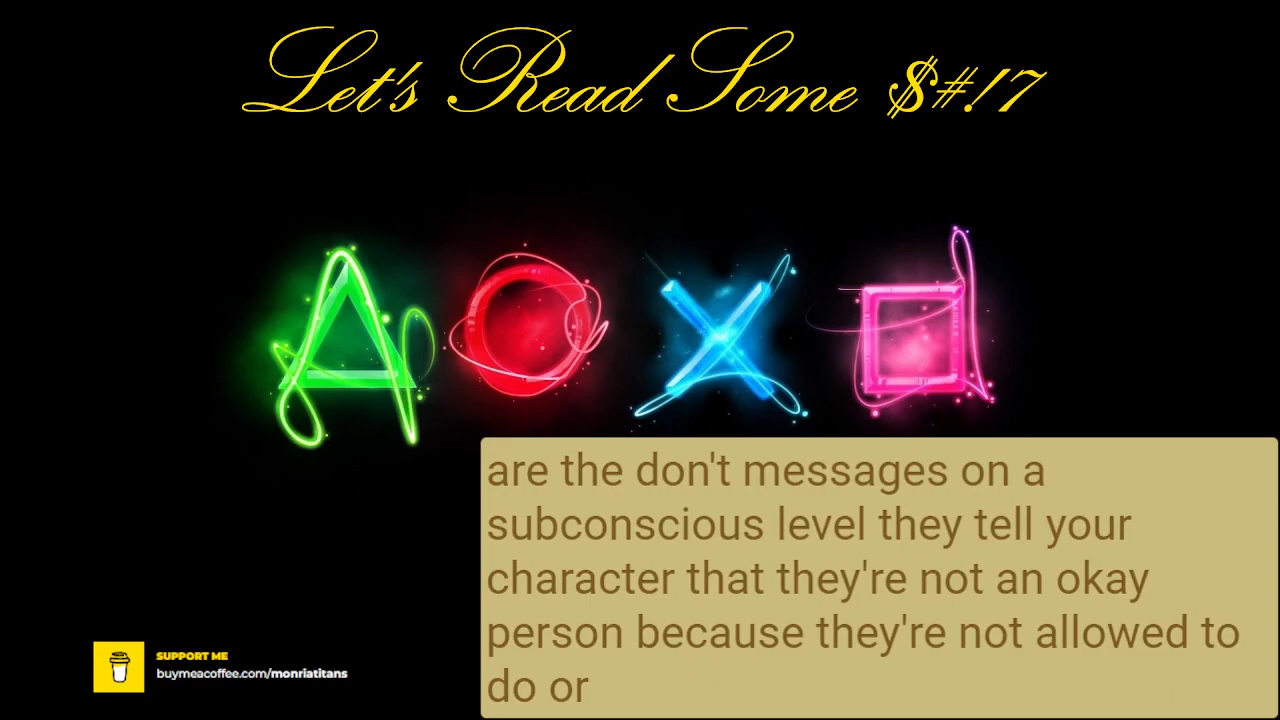 Let's Read Some $#!7
A O X d
are the don't messages on a
subconscious level they tell your
character that they're not an okay
person because they're not allowed to
do or
SUPPORT ME
buymeacoffee.com/monriatitans